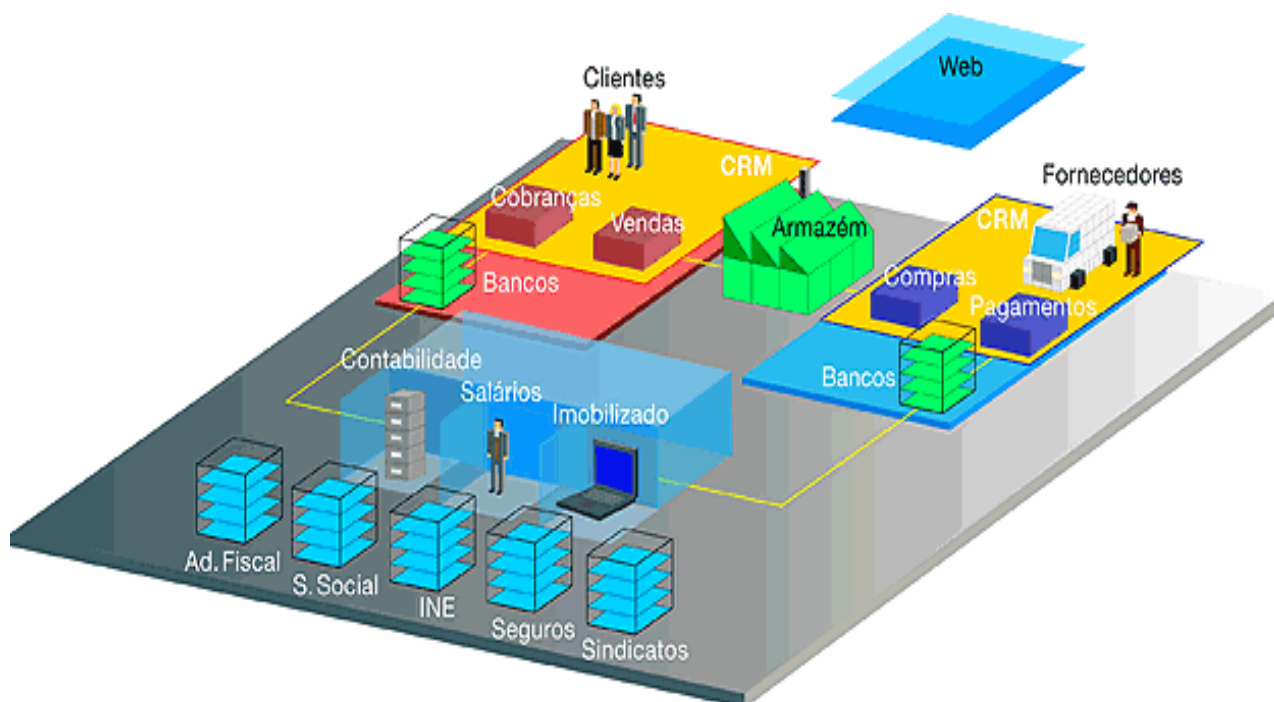 Web
Clientes
CRM
Fornecedores
Cobranças
Vendas
Armazém
CRM
Bancos
Compras
Pagamentos
Contabilidade
Salários
Imobilizado
Bancos
Ad. Fiscal
S. Social
INE
Seguros
Sindicatos